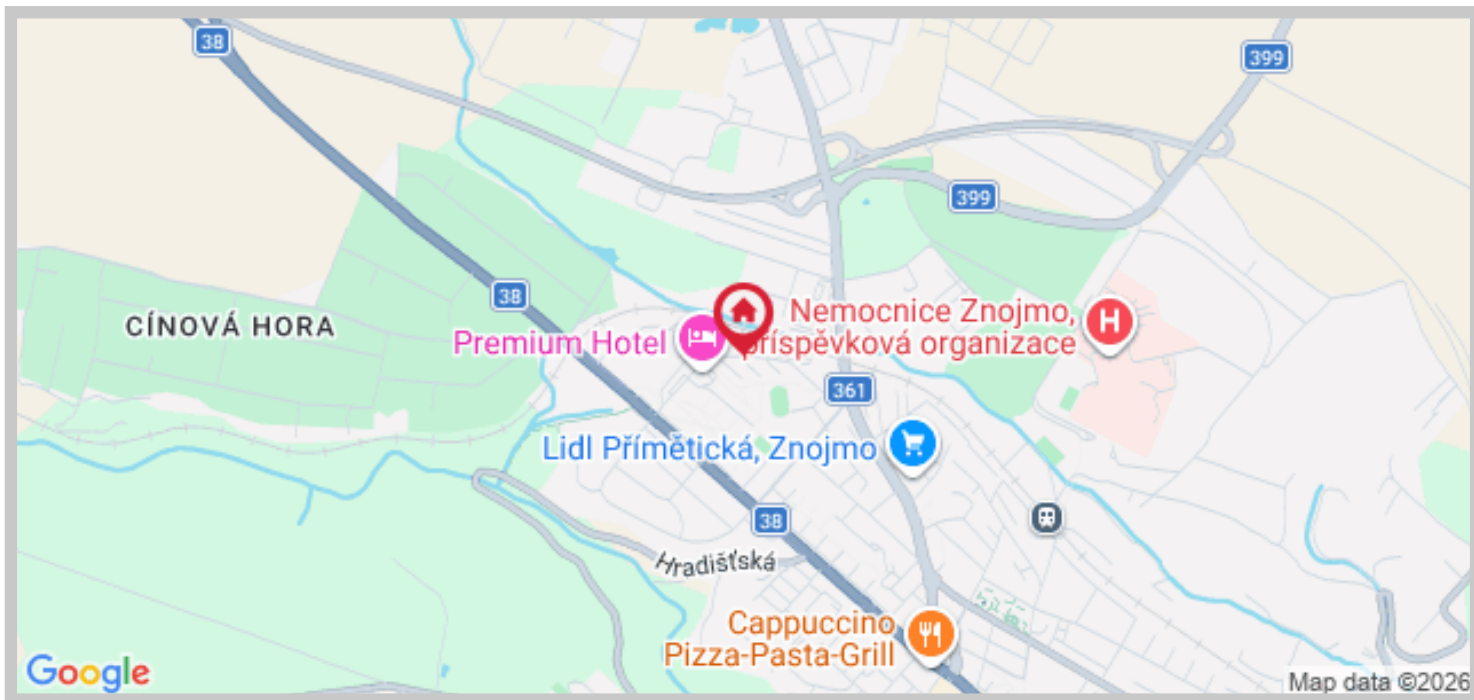 38
399
399
38
CÍNOVÁ HORA
Premium Hotel
Nemocnice Znojmo,
příspěvková organizace
H
361
Lidl Přímětická, Znojmo
38
Hradišťská
Cappuccino
Pizza-Pasta-Grill
Google
Map data ©2026